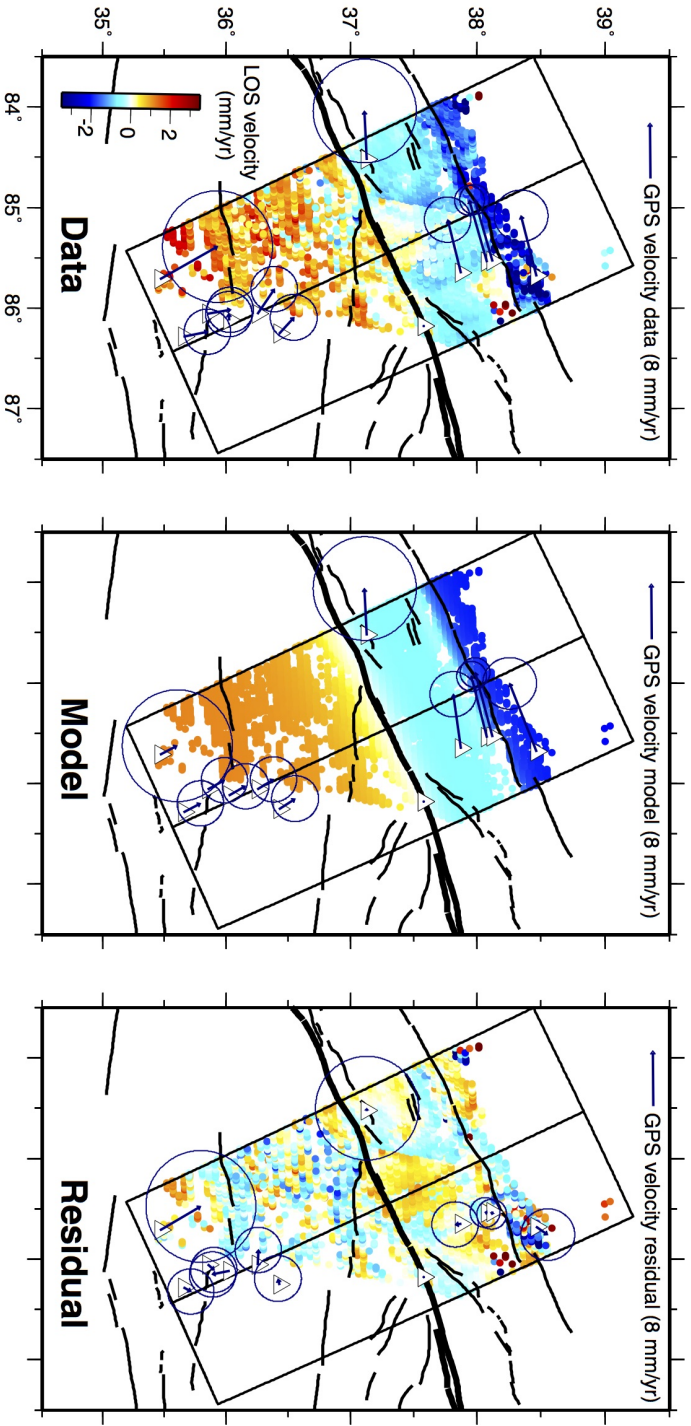 GPS velocity data (8 mm/yr)
GPS velocity model (8 mm/yr)
GPS velocity residual (8 mm/yr)
39°
38°
37°
36°
35°
LOS velocity
(mm/yr)
-2 0 2
Data
Model
Residual
84° 85° 86° 87°